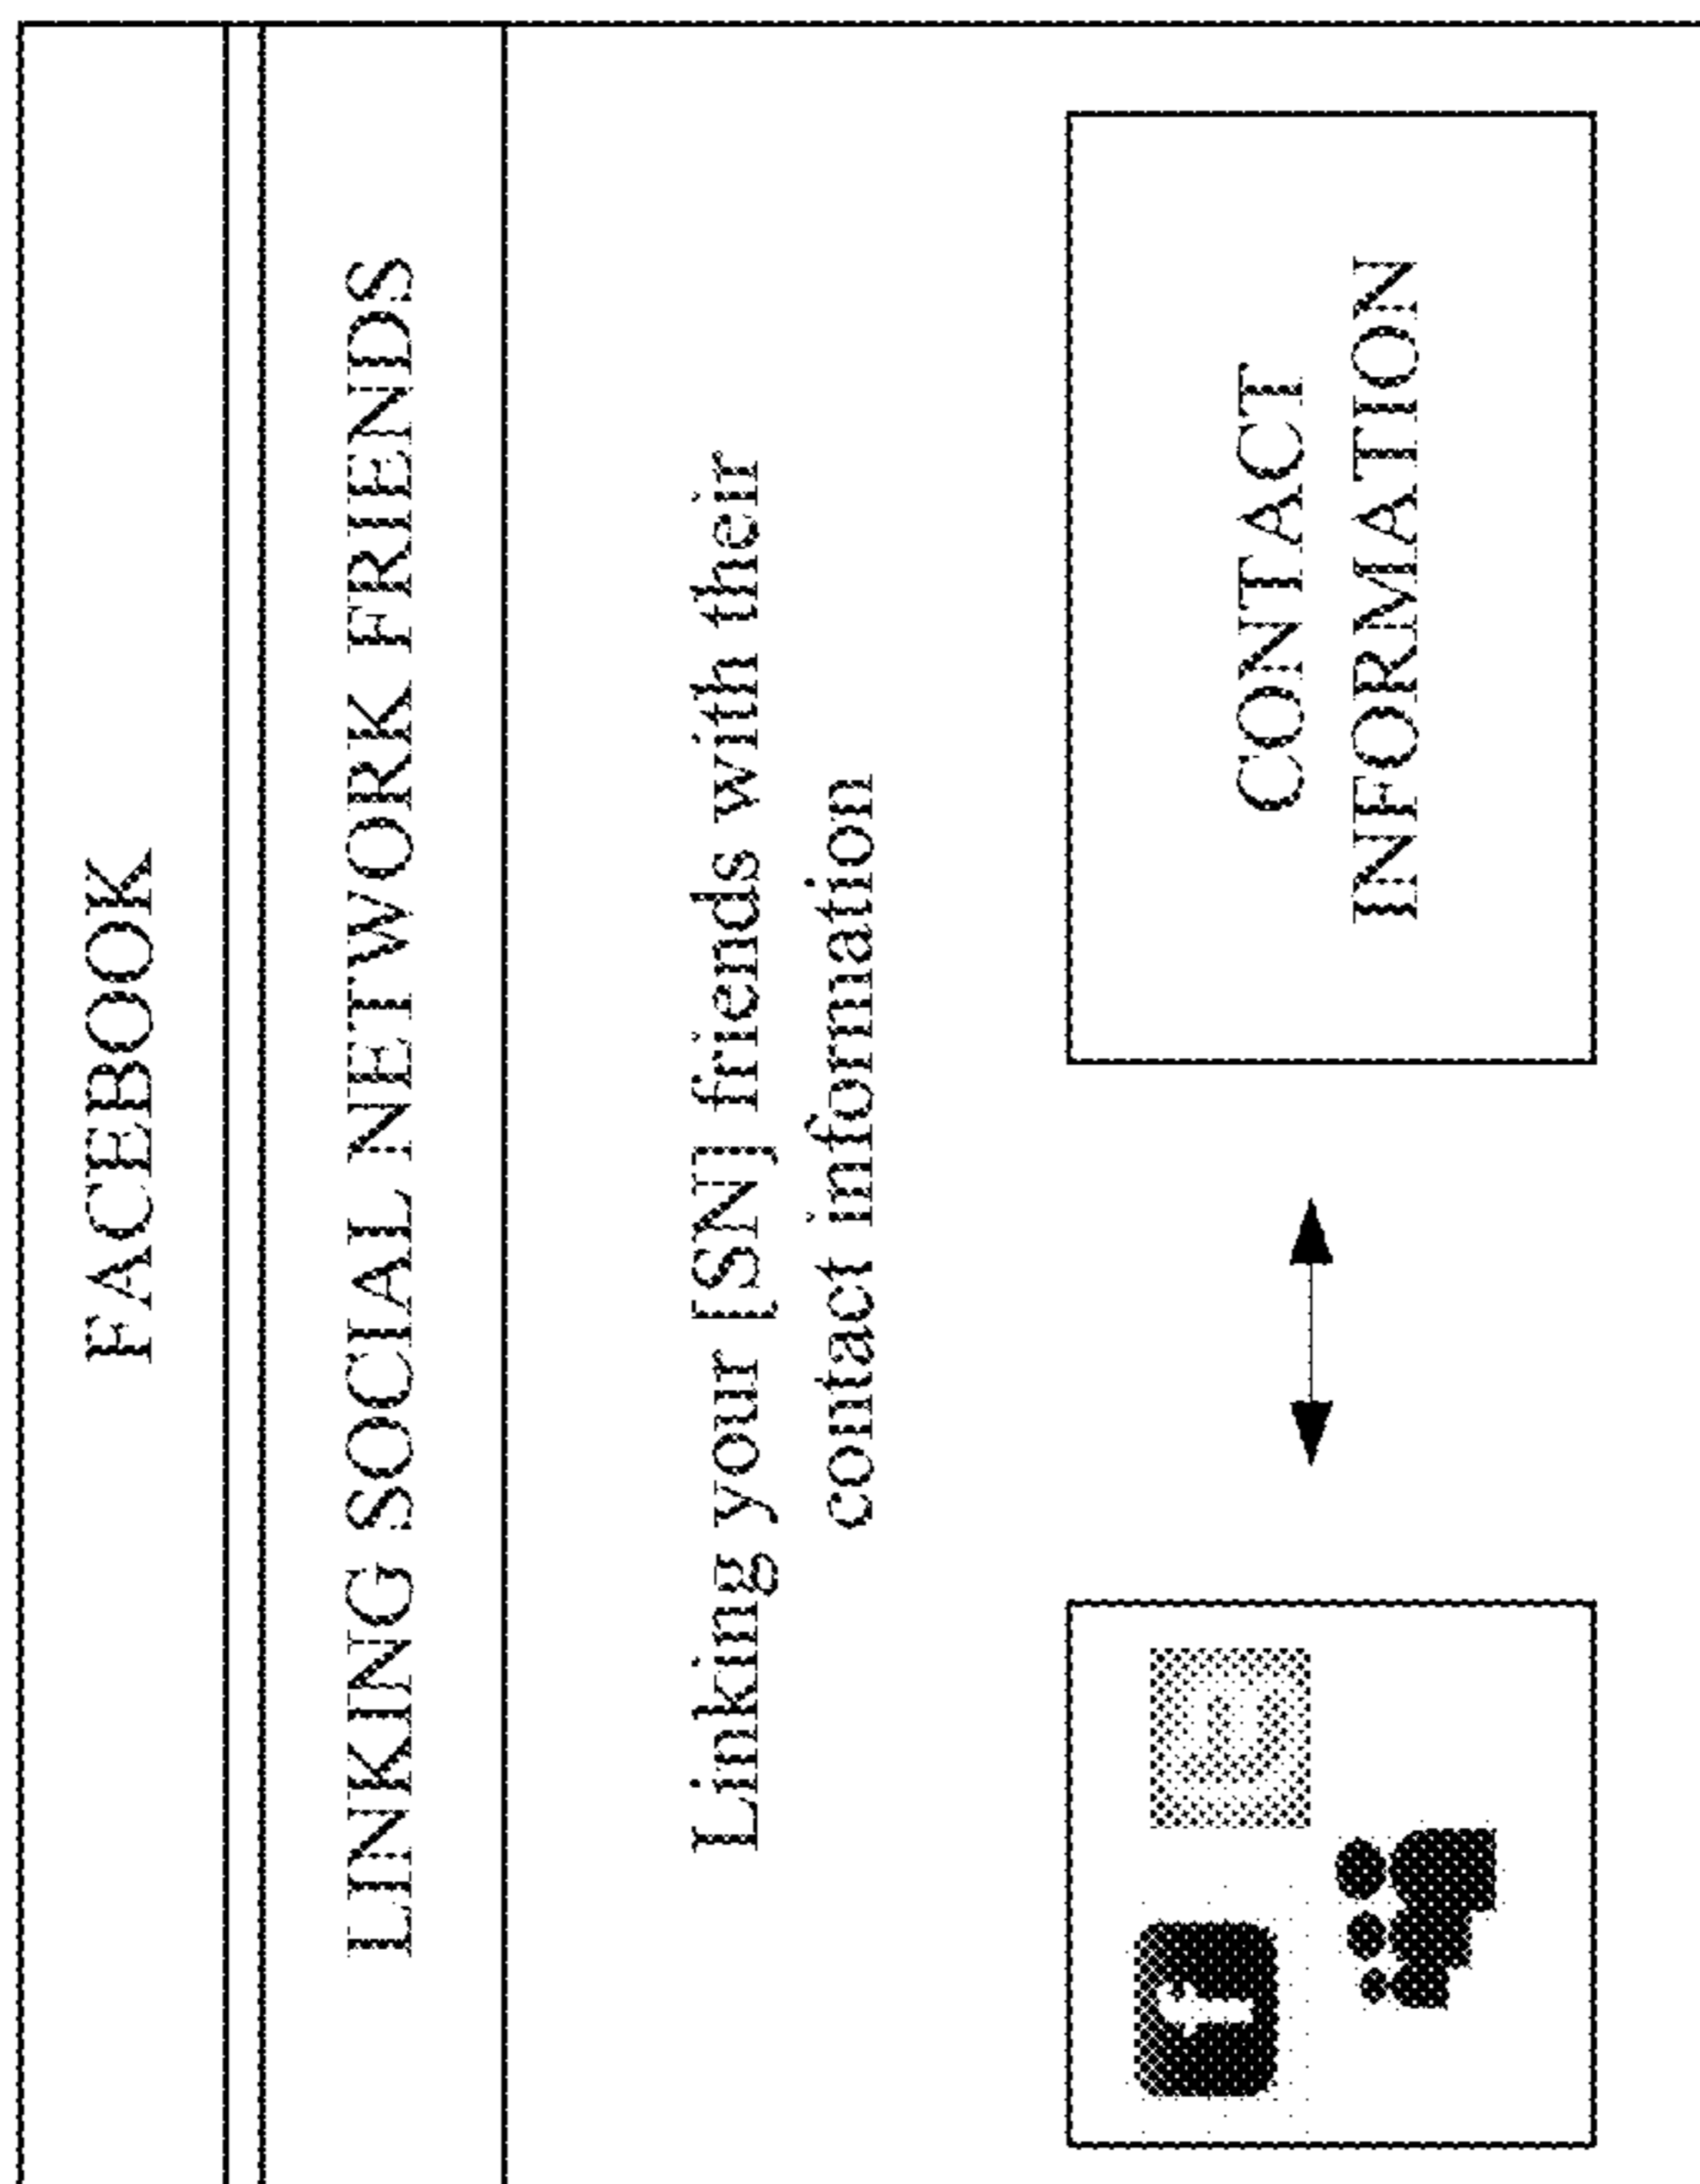 FACEBOOK
LINKING SOCIAL NETWORK FRIENDS
Linking your [SN] friends with their
contact information
f
CONTACT
INFORMATION